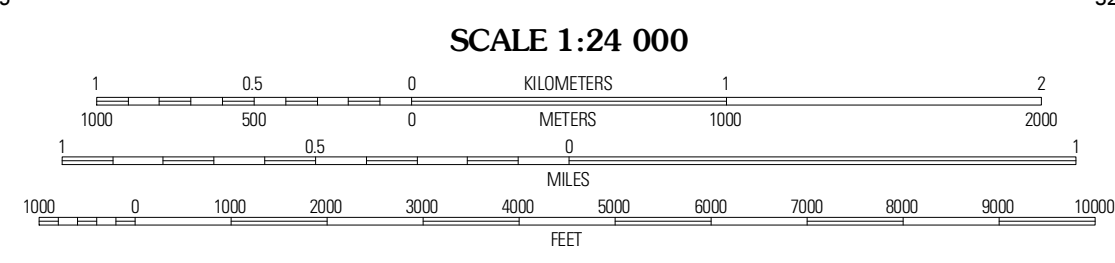 SCALE 1:24 000
1 0.5 0 KILOMETERS 1 2
1000 500 0 METERS 1000 2000
1 0.5 0 1
MILES
1000 0 1000 2000 3000 4000 5000 6000 7000 8000 9000 10000
FEET